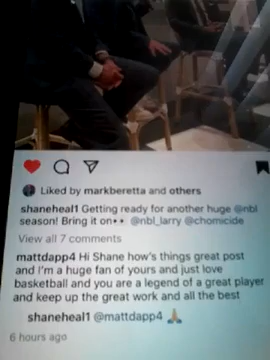 Liked by markberetta and others
shaneheal1 Getting ready for another huge @nbl
season! Bring it on👀 @nbl_larry @chomicide
View all 7 comments
mattdapp4 Hi Shane how's things great post
and I'm a huge fan of yours and just love
basketball and you are a legend of a great player
and keep up the great work and all the best
shaneheal1 @mattdapp4 🙏
6 hours ago